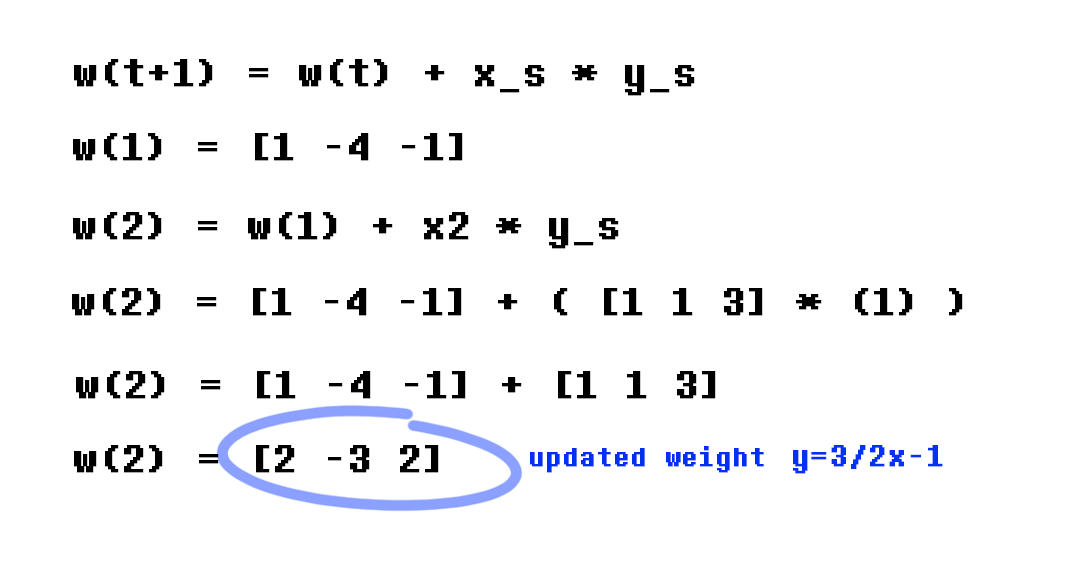 w(t+1) = w(t) + x_s * y_s
w(1) = [1 -4 -1]
w(2) = w(1) + x2 * y_s
w(2) = [1 -4 -1] + ( [1 1 3] * (1) )
w(2) = [1 -4 -1] + [1 1 3]
w(2) = [2 -3 2] updated weight y=3/2x-1